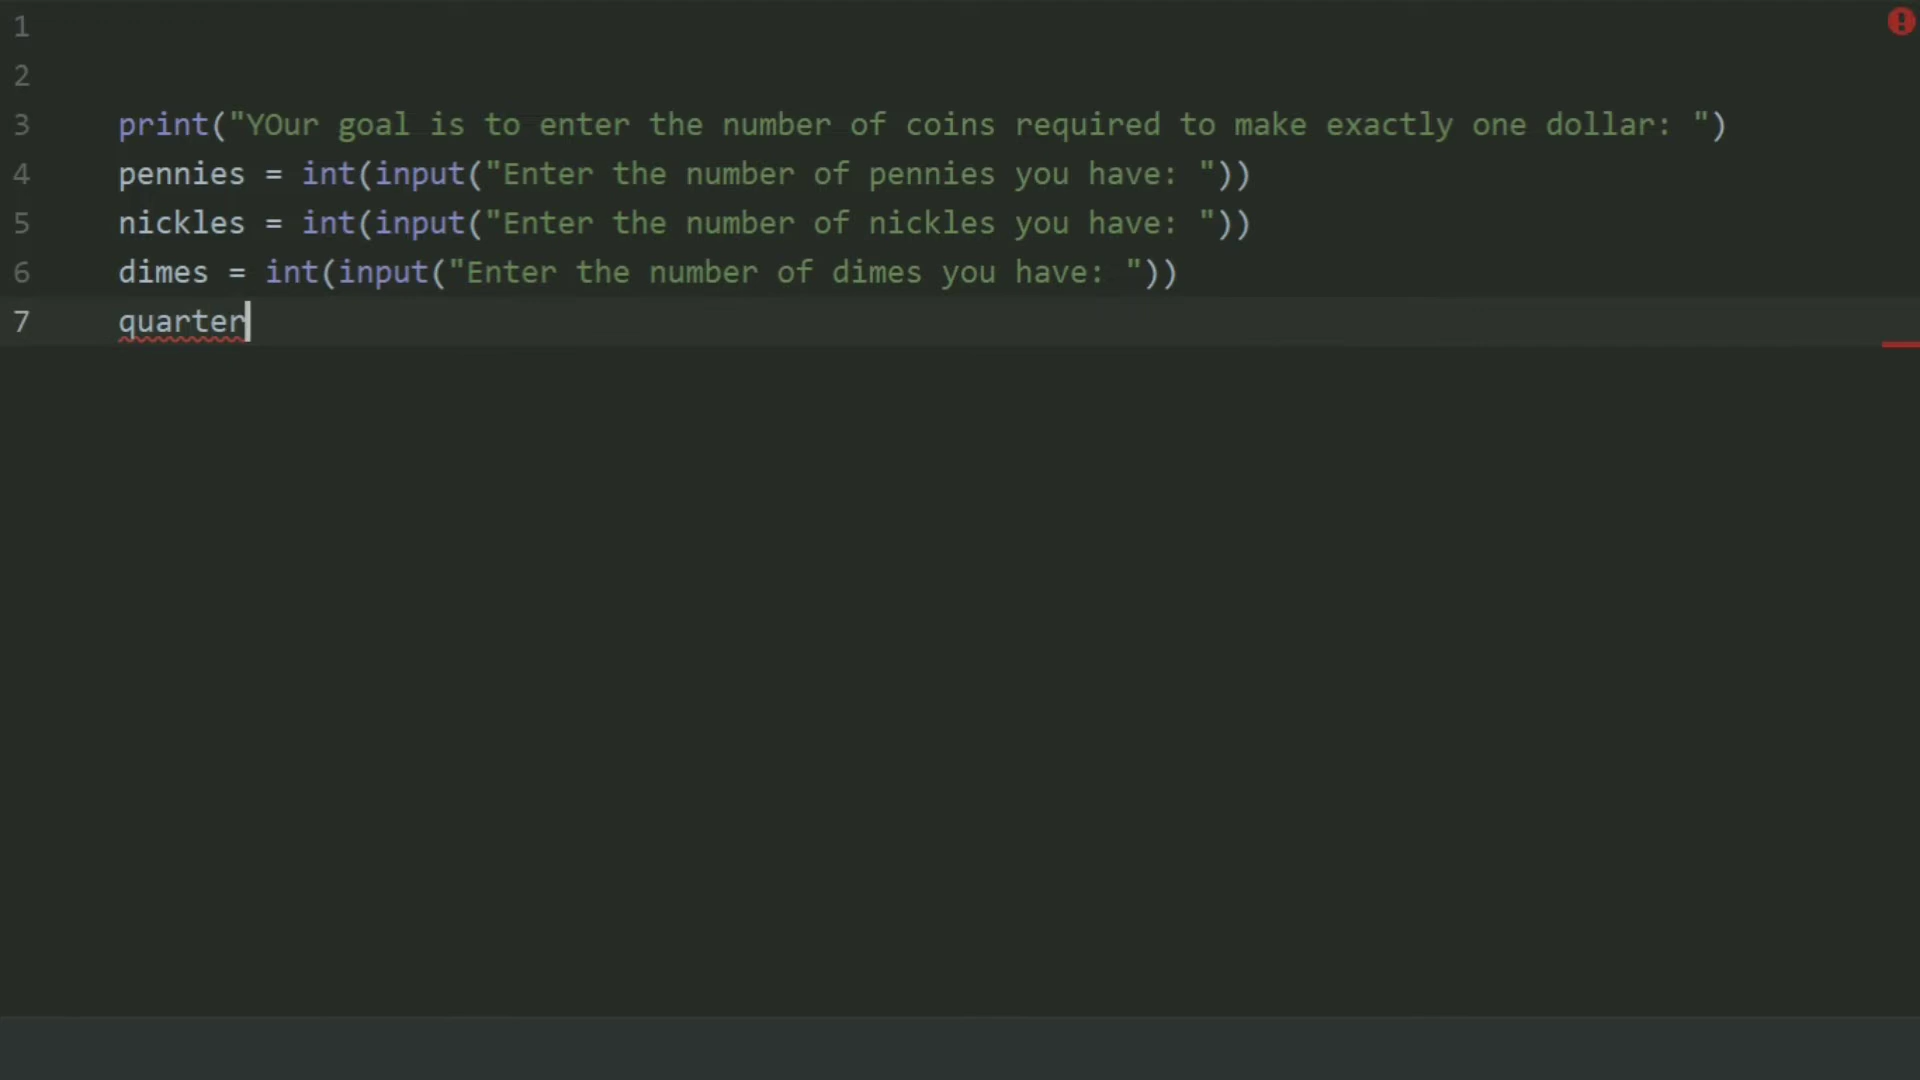 1
2
3 print("YOur goal is to enter the number of coins required to make exactly one dollar: ")
4 pennies = int(input("Enter the number of pennies you have: "))
5 nickles = int(input("Enter the number of nickles you have: "))
6 dimes = int(input("Enter the number of dimes you have: "))
7 quarter